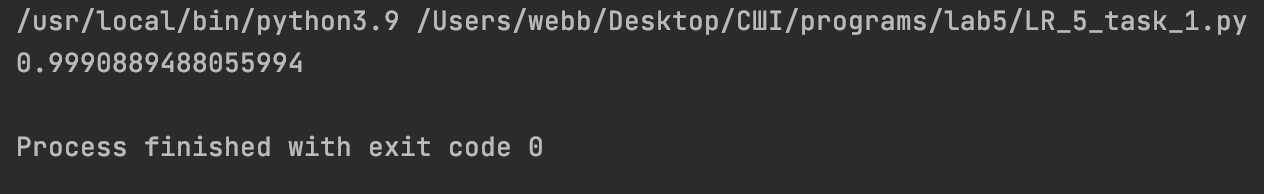 /usr/local/bin/python3.9 /Users/webb/Desktop/СШІ/programs/lab5/LR_5_task_1.py
0.9990889488055994
Process finished with exit code 0